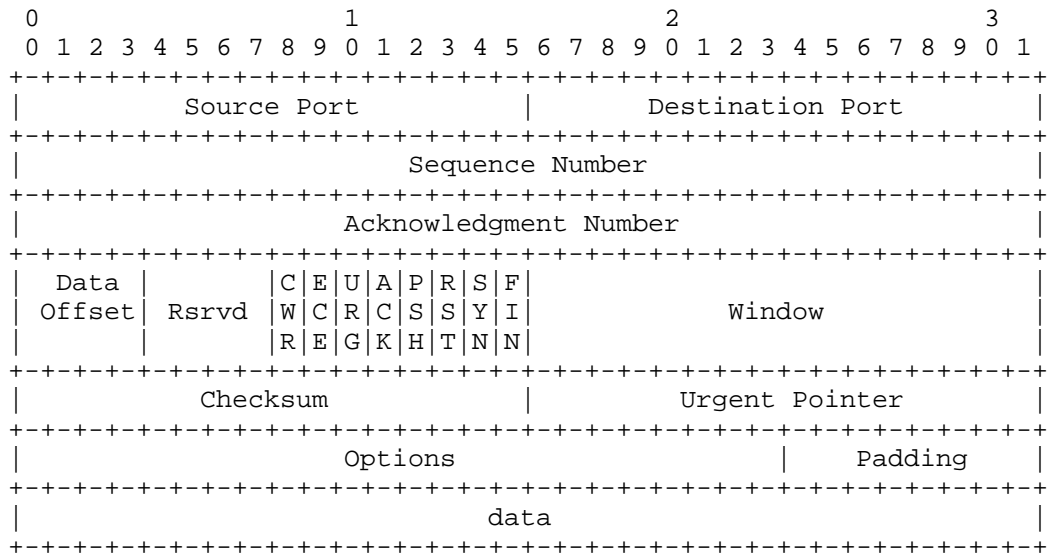 0                   1                   2                   3
0 1 2 3 4 5 6 7 8 9 0 1 2 3 4 5 6 7 8 9 0 1 2 3 4 5 6 7 8 9 0 1
+-+-+-+-+-+-+-+-+-+-+-+-+-+-+-+-+-+-+-+-+-+-+-+-+-+-+-+-+-+-+-+-+
|          Source Port          |       Destination Port        |
+-+-+-+-+-+-+-+-+-+-+-+-+-+-+-+-+-+-+-+-+-+-+-+-+-+-+-+-+-+-+-+-+
|                        Sequence Number                        |
+-+-+-+-+-+-+-+-+-+-+-+-+-+-+-+-+-+-+-+-+-+-+-+-+-+-+-+-+-+-+-+-+
|                    Acknowledgment Number                      |
+-+-+-+-+-+-+-+-+-+-+-+-+-+-+-+-+-+-+-+-+-+-+-+-+-+-+-+-+-+-+-+-+
|  Data |       |C|E|U|A|P|R|S|F|                               |
| Offset| Rsrvd |W|C|R|C|S|S|Y|I|            Window             |
|       |       |R|E|G|K|H|T|N|N|                               |
+-+-+-+-+-+-+-+-+-+-+-+-+-+-+-+-+-+-+-+-+-+-+-+-+-+-+-+-+-+-+-+-+
|           Checksum            |         Urgent Pointer        |
+-+-+-+-+-+-+-+-+-+-+-+-+-+-+-+-+-+-+-+-+-+-+-+-+-+-+-+-+-+-+-+-+
|                    Options                    |    Padding    |
+-+-+-+-+-+-+-+-+-+-+-+-+-+-+-+-+-+-+-+-+-+-+-+-+-+-+-+-+-+-+-+-+
|                             data                              |
+-+-+-+-+-+-+-+-+-+-+-+-+-+-+-+-+-+-+-+-+-+-+-+-+-+-+-+-+-+-+-+-+